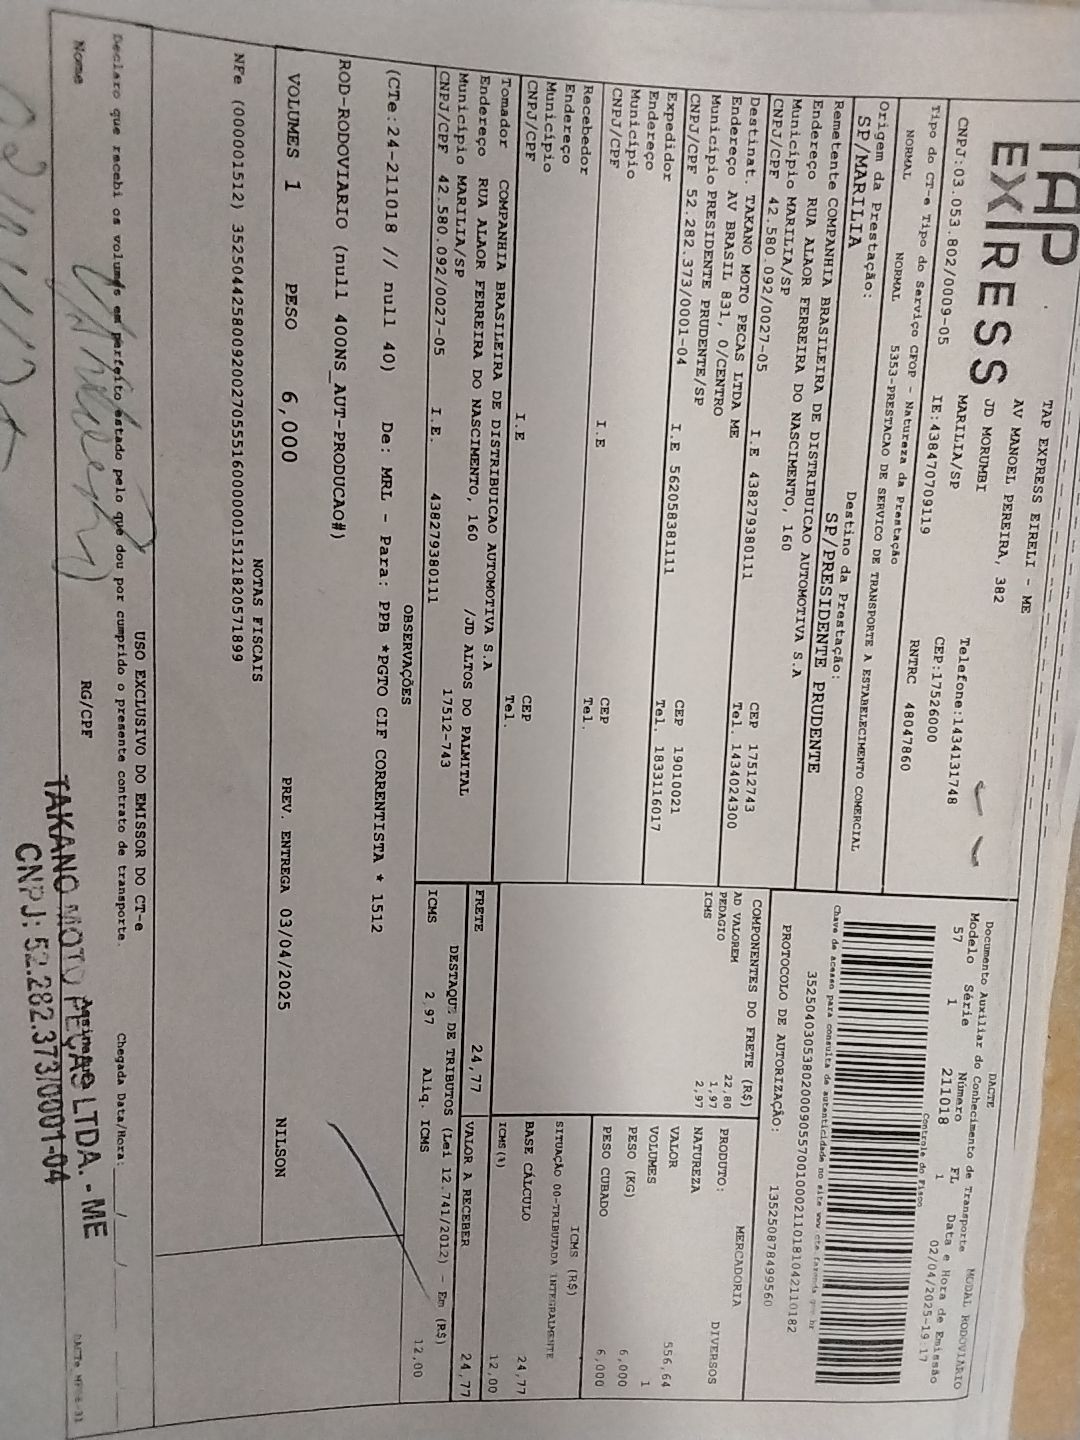 TAP
EXPRESS
TAP EXPRESS EIRELI - ME
AV MANOEL PEREIRA, 382
JD MORUMBI
MARILIA/SP
Telefone:1434131748
CEP:17526000
CNPJ:03.053.802/0009-05
IE:438470709119
RNTRC 48047860
DACTE
Documento Auxiliar do Conhecimento de Transporte
MODAL RODOVIARIO
Modelo Série Número FL Data e Hora de Emissão
57 1 211018 1 02/04/2025-19:17
Controle do Fisco
Chave de acesso para consulta de autenticidade no site www.cte.fazenda.gov.br
PROTOCOLO DE AUTORIZAÇÃO:
135250878499560
Tipo do CT-e Tipo do Serviço CFOP - Natureza da Prestação
NORMAL NORMAL 5353-PRESTACAO DE SERVICO DE TRANSPORTE A ESTABELECIMENTO COMERCIAL
Origem da Prestação:
SP/MARILIA
Destino da Prestação:
SP/PRESIDENTE PRUDENTE
Remetente COMPANHIA BRASILEIRA DE DISTRIBUICAO AUTOMOTIVA S.A
Endereço RUA ALAOR FERREIRA DO NASCIMENTO, 160
Município MARILIA/SP CEP 17512743
CNPJ/CPF 42.580.092/0027-05 I.E 438279380111 Tel. 1434024300
Destinat. TAKANO MOTO PECAS LTDA ME
Endereço AV BRASIL 831, 0/CENTRO
Município PRESIDENTE PRUDENTE/SP CEP 19010021
CNPJ/CPF 52.282.373/0001-04 I.E 562058381111 Tel. 1833116017
Expedidor
Endereço
Município CEP
CNPJ/CPF I.E Tel.
Recebedor
Endereço
Município CEP
CNPJ/CPF I.E Tel.
Tomador COMPANHIA BRASILEIRA DE DISTRIBUICAO AUTOMOTIVA S.A
Endereço RUA ALAOR FERREIRA DO NASCIMENTO, 160 /JD ALTOS DO PALMITAL
Município MARILIA/SP 17512-743
CNPJ/CPF 42.580.092/0027-05 I.E. 438279380111
COMPONENTES DO FRETE (R$)
AD VALOREM 22,80
PEDAGIO 1,97
ICMS 2,97
FRETE 24,77
MERCADORIA
PRODUTO: DIVERSOS
NATUREZA
VALOR 556,64
VOLUMES 1
PESO (KG) 6,000
PESO CUBADO 6,000
ICMS (R$)
SITUAÇÃO 00-TRIBUTADA INTEGRALMENTE
BASE CÁLCULO 24,77
ICMS(%) 12,00
VALOR A RECEBER 24,77
DESTAQUE DE TRIBUTOS (Lei 12.741/2012) - Em (R$)
ICMS 2,97 Aliq. ICMS 12,00
OBSERVAÇÕES
(CTe:24-211018 // null 40) De: MRL - Para: PPB *PGTO CIF CORRENTISTA * 1512
ROD-RODOVIARIO (null 400NS_AUT-PRODUCAO#)
VOLUMES 1 PESO 6,000 PREV. ENTREGA 03/04/2025 NILSON
NOTAS FISCAIS
USO EXCLUSIVO DO EMISSOR DO CT-e
Declaro que recebi os volumes em perfeito estado pelo que dou por cumprido o presente contrato de transporte.
Chegada Data/Hora: __/__/__
Nome RG/CPF Assinatura
TAKANO MOTO PEÇAS LTDA. - ME
CNPJ: 52.282.373/0001-04